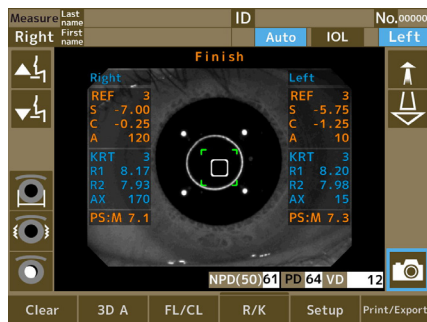 Measure Last name ID No.00000
Right First name Auto IOL Left
Finish
Right Left
REF 3 REF 3
S -7.00 S -5.75
C -0.25 C -1.25
A 120 A 10
KRT 3 KRT 3
R1 8.17 R1 8.20
R2 7.93 R2 7.98
AX 170 AX 15
PS:M 7.1 PS:M 7.3
NPD(50) 61 PD 64 VD 12
Clear 3D A FL/CL R/K Setup Print/Export